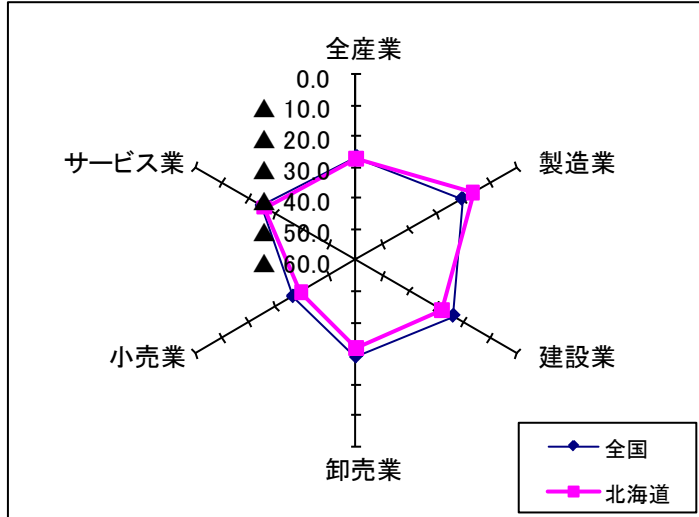 全産業
0.0
▲ 10.0
▲ 20.0
▲ 30.0
▲ 40.0
▲ 50.0
▲ 60.0
サービス業
製造業
小売業
建設業
卸売業
全国
北海道